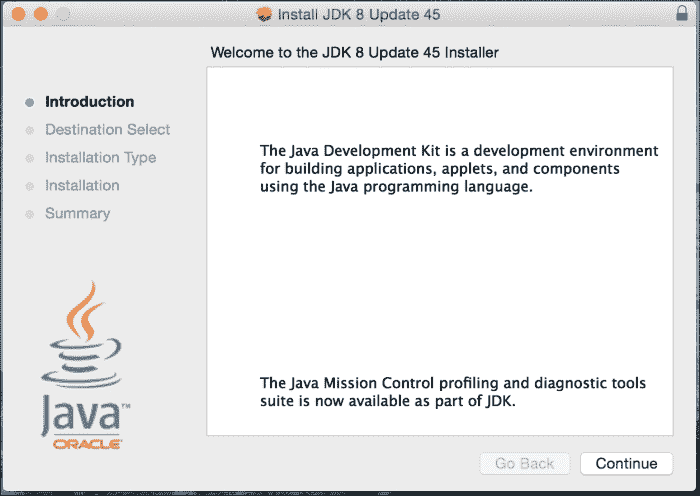 Install JDK 8 Update 45
Welcome to the JDK 8 Update 45 Installer
Introduction
Destination Select
Installation Type
Installation
Summary
The Java Development Kit is a development environment
for building applications, applets, and components
using the Java programming language.
The Java Mission Control profiling and diagnostic tools
suite is now available as part of JDK.
Java™
ORACLE
Go Back
Continue